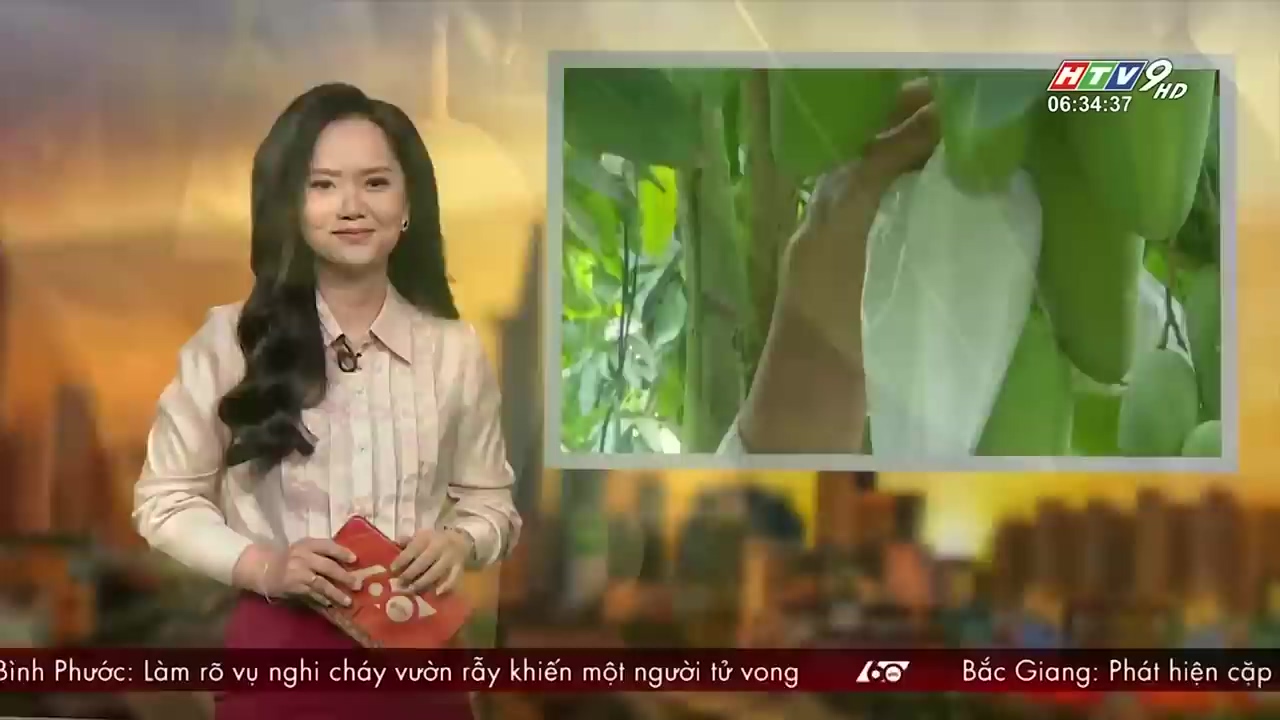 HTV9 HD
06:34:37
Bình Phước: Làm rõ vụ nghi cháy vườn rẫy khiến một người tử vong
60 Bắc Giang: Phát hiện cặp